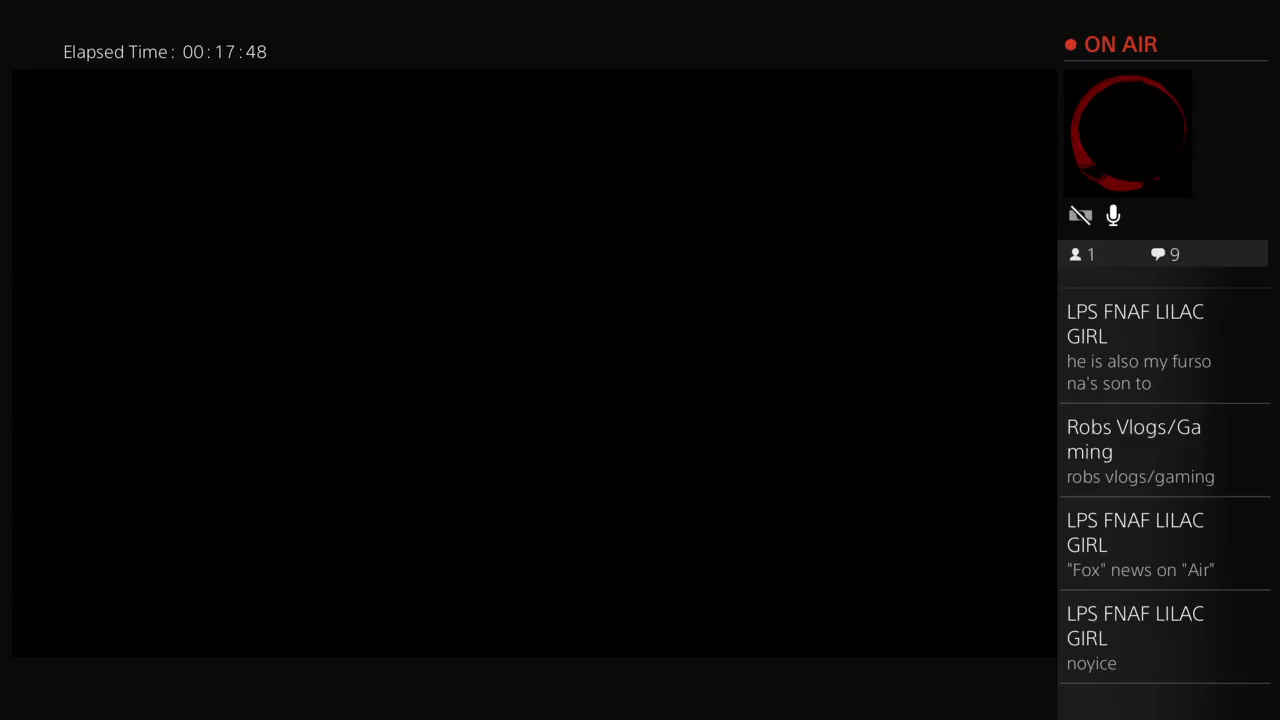 Elapsed Time: 00:17:48
ON AIR
1 9
LPS FNAF LILAC
GIRL
he is also my furso
na's son to
Robs Vlogs/Ga
ming
robs vlogs/gaming
LPS FNAF LILAC
GIRL
"Fox" news on "Air"
LPS FNAF LILAC
GIRL
noyice